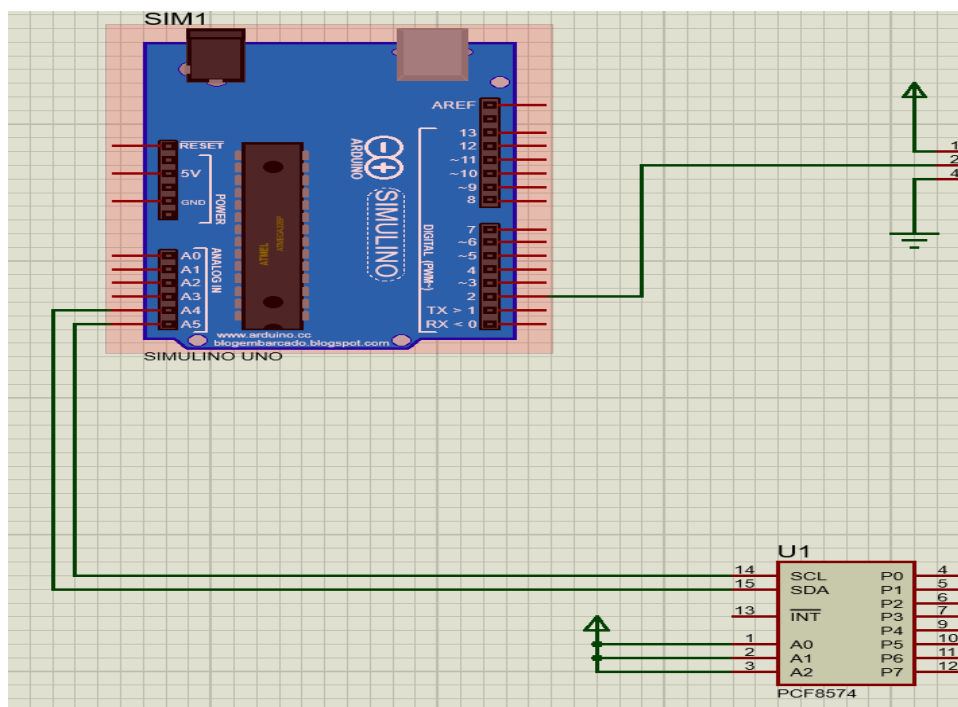 SIM1
AREF
13
12
~11
~10
~9
8
RESET
5V
GND
POWER
ARDUINO
SIMULINO
ATMEL
DIGITAL (PWM~)
7
~6
~5
4
~3
2
TX > 1
RX < 0
ANALOG IN
A0
A1
A2
A3
A4
A5
www.arduino.cc
blogembarcado.blogspot.com
SIMULINO UNO
1
2
4
U1
14 SCL P0 4
15 SDA P1 5
P2 6
13 INT P3 7
P4 9
1 A0 P5 10
2 A1 P6 11
3 A2 P7 12
PCF8574